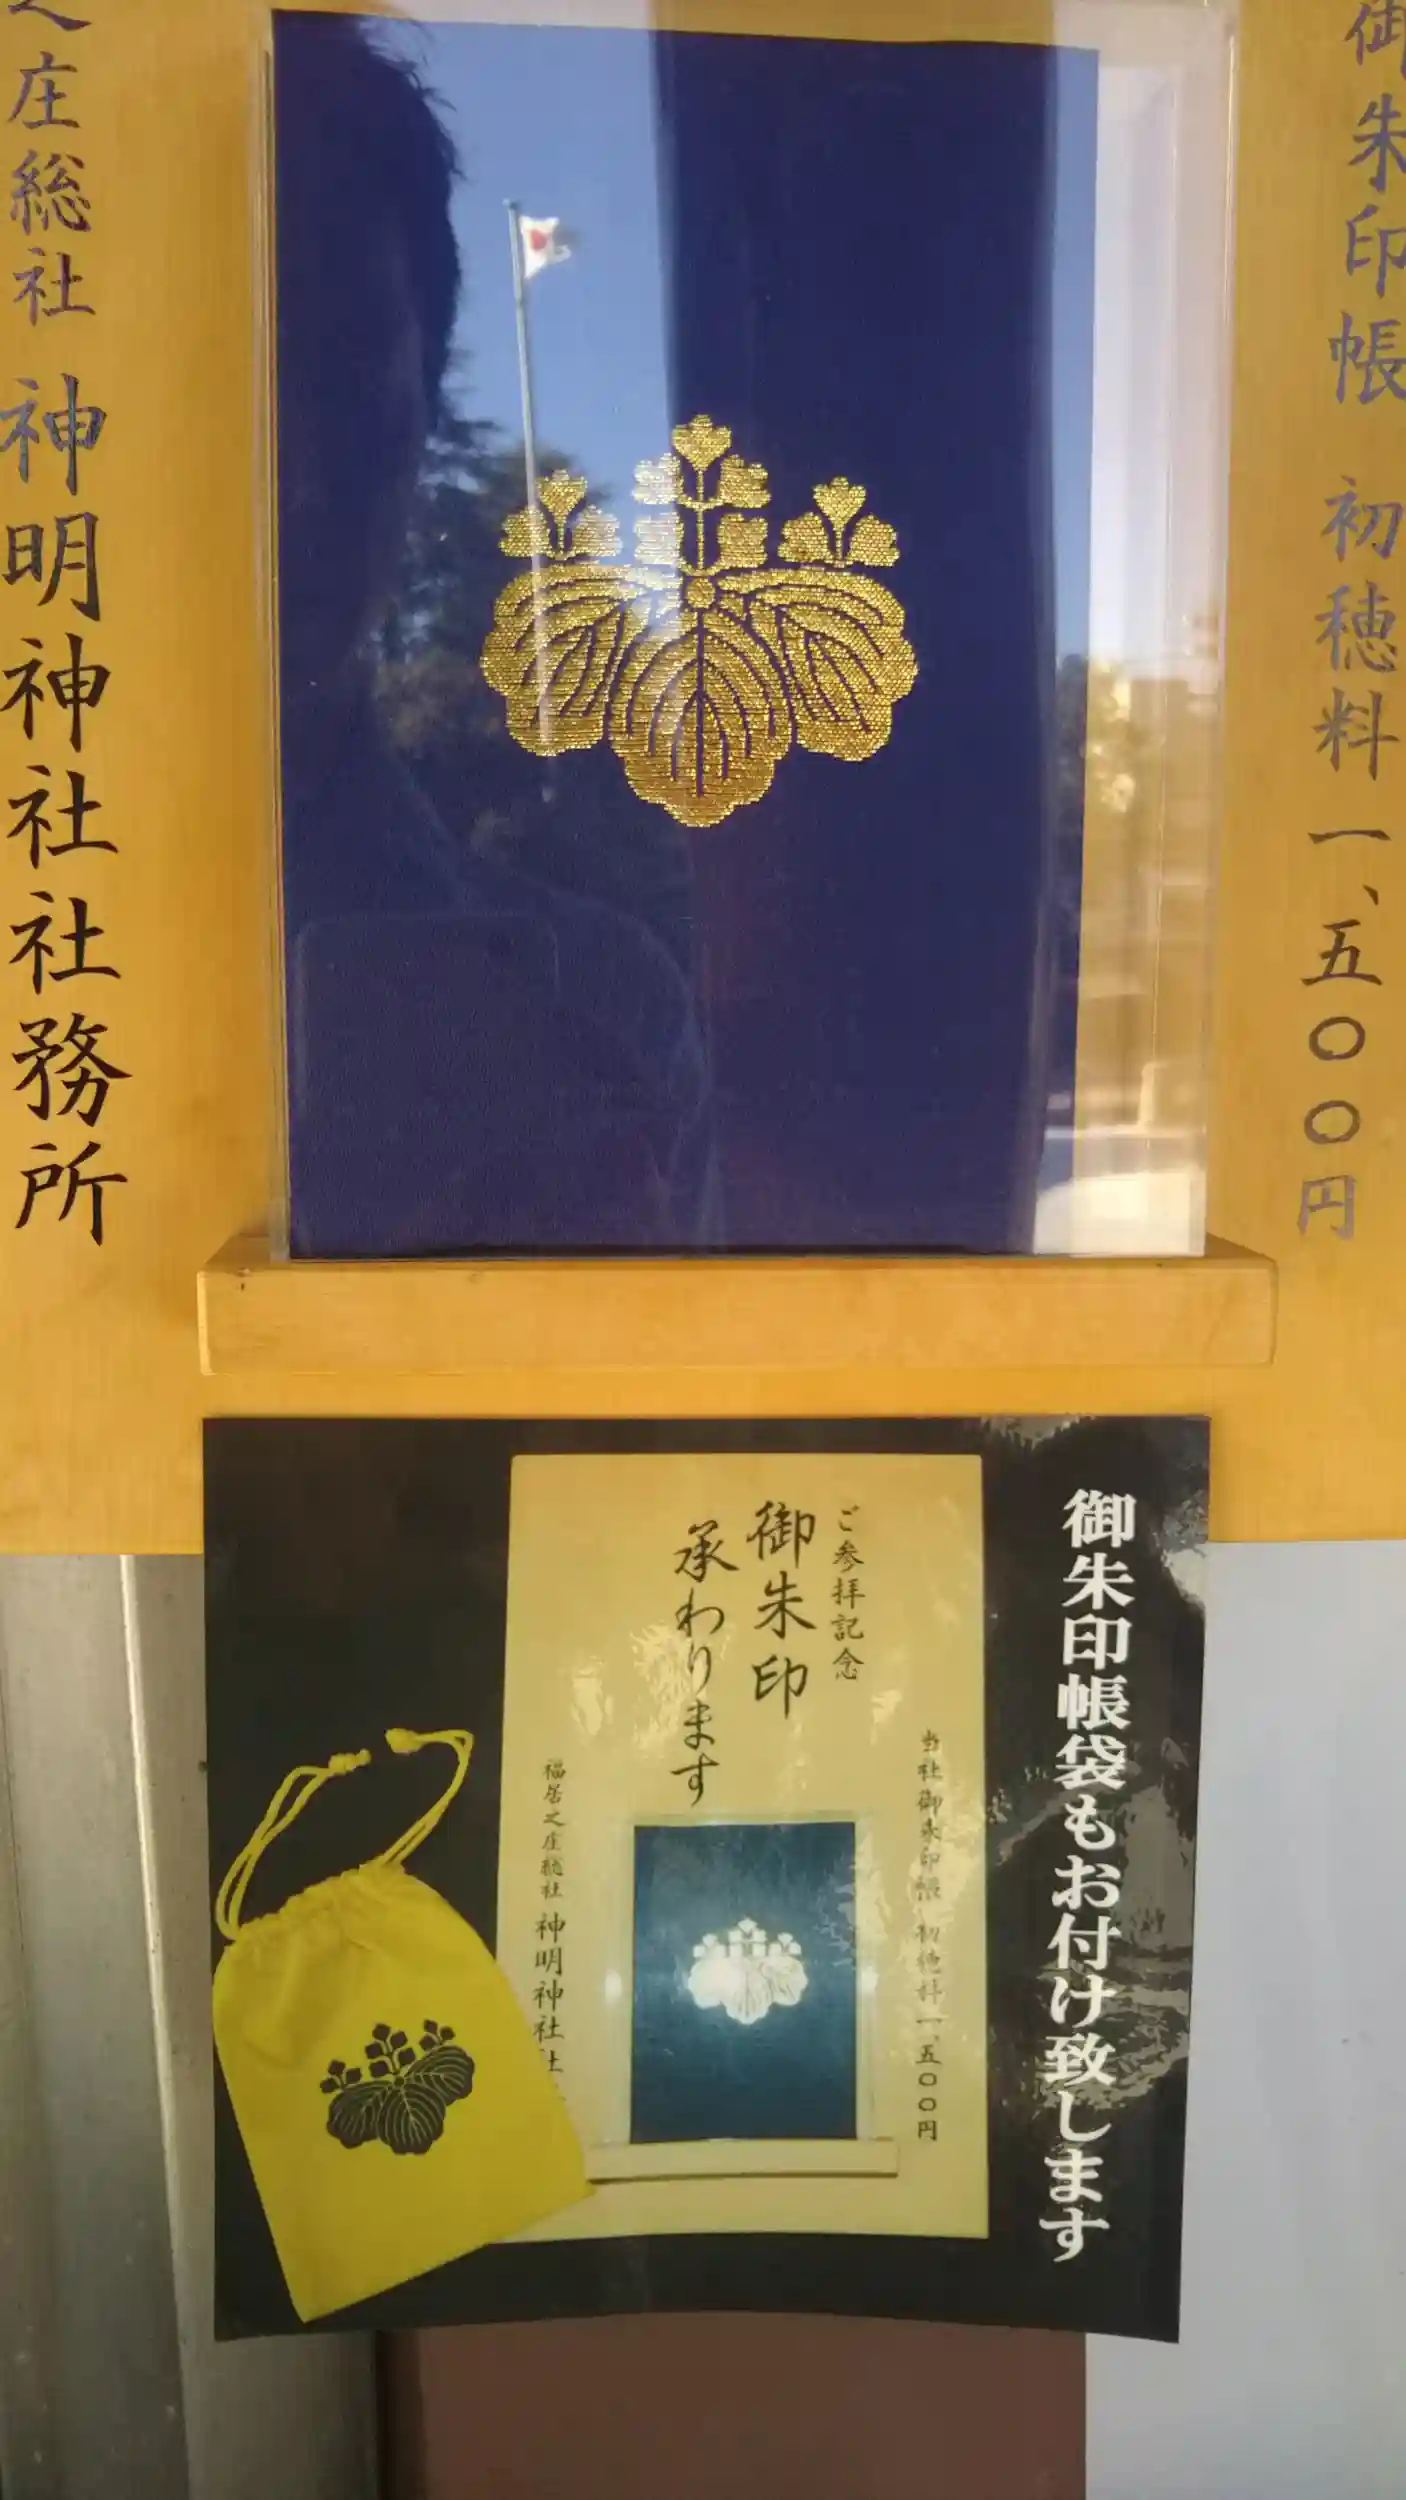 御朱印帳 初穂料一、五〇〇円
之庄総社 神明神社社務所
御朱印帳袋もお付け致します
当社御朱印帳 初穂料一、五〇〇円
ご参拝記念
御朱印
承わります
福居之庄総社 神明神社社